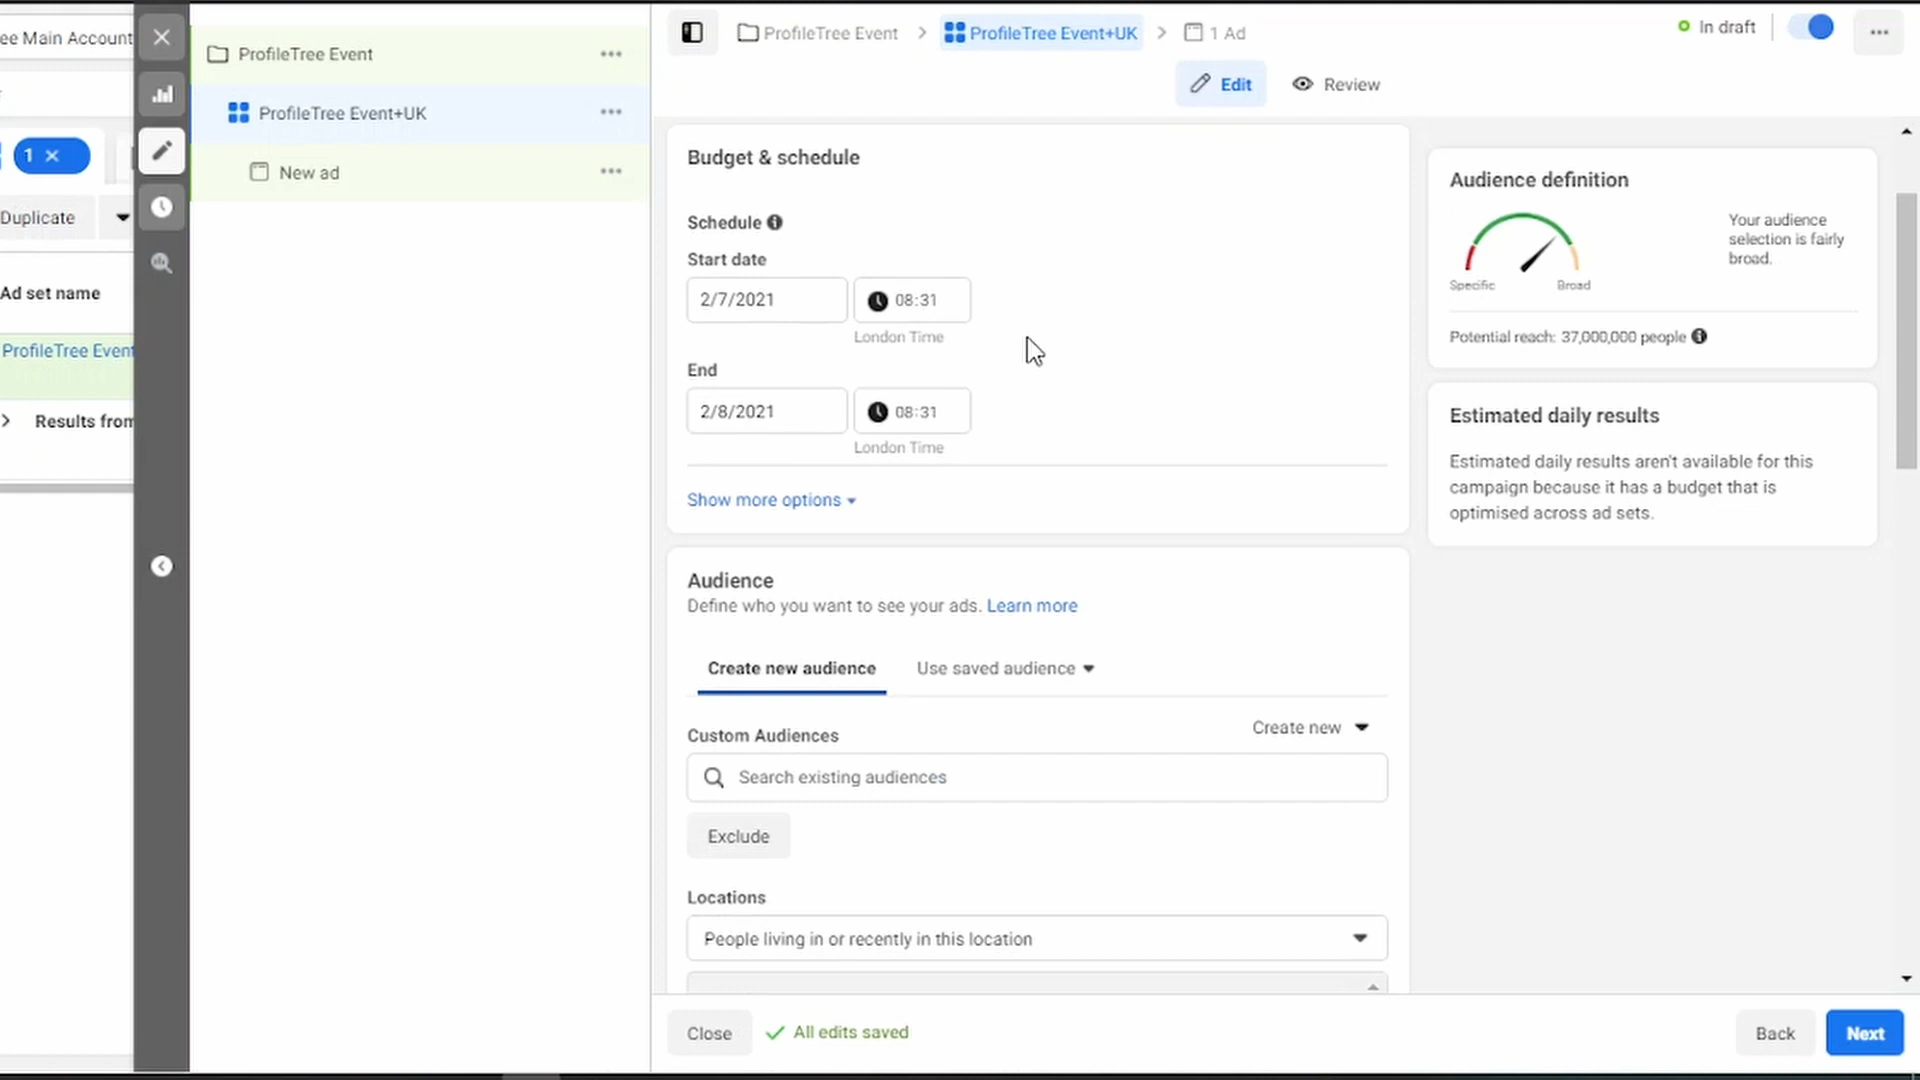 ee Main Account
1
Duplicate
Ad set name
ProfileTree Event
Results from
ProfileTree Event
ProfileTree Event+UK
New ad
ProfileTree Event
ProfileTree Event+UK
1 Ad
In draft
Edit
Review
Budget & schedule
Schedule
Start date
2/7/2021
08:31
London Time
End
2/8/2021
08:31
London Time
Show more options
Audience
Define who you want to see your ads. Learn more
Create new audience
Use saved audience
Custom Audiences
Create new
Search existing audiences
Exclude
Locations
People living in or recently in this location
Audience definition
Your audience
selection is fairly
broad.
Specific
Broad
Potential reach: 37,000,000 people
Estimated daily results
Estimated daily results aren't available for this
campaign because it has a budget that is
optimised across ad sets.
Close
All edits saved
Back
Next